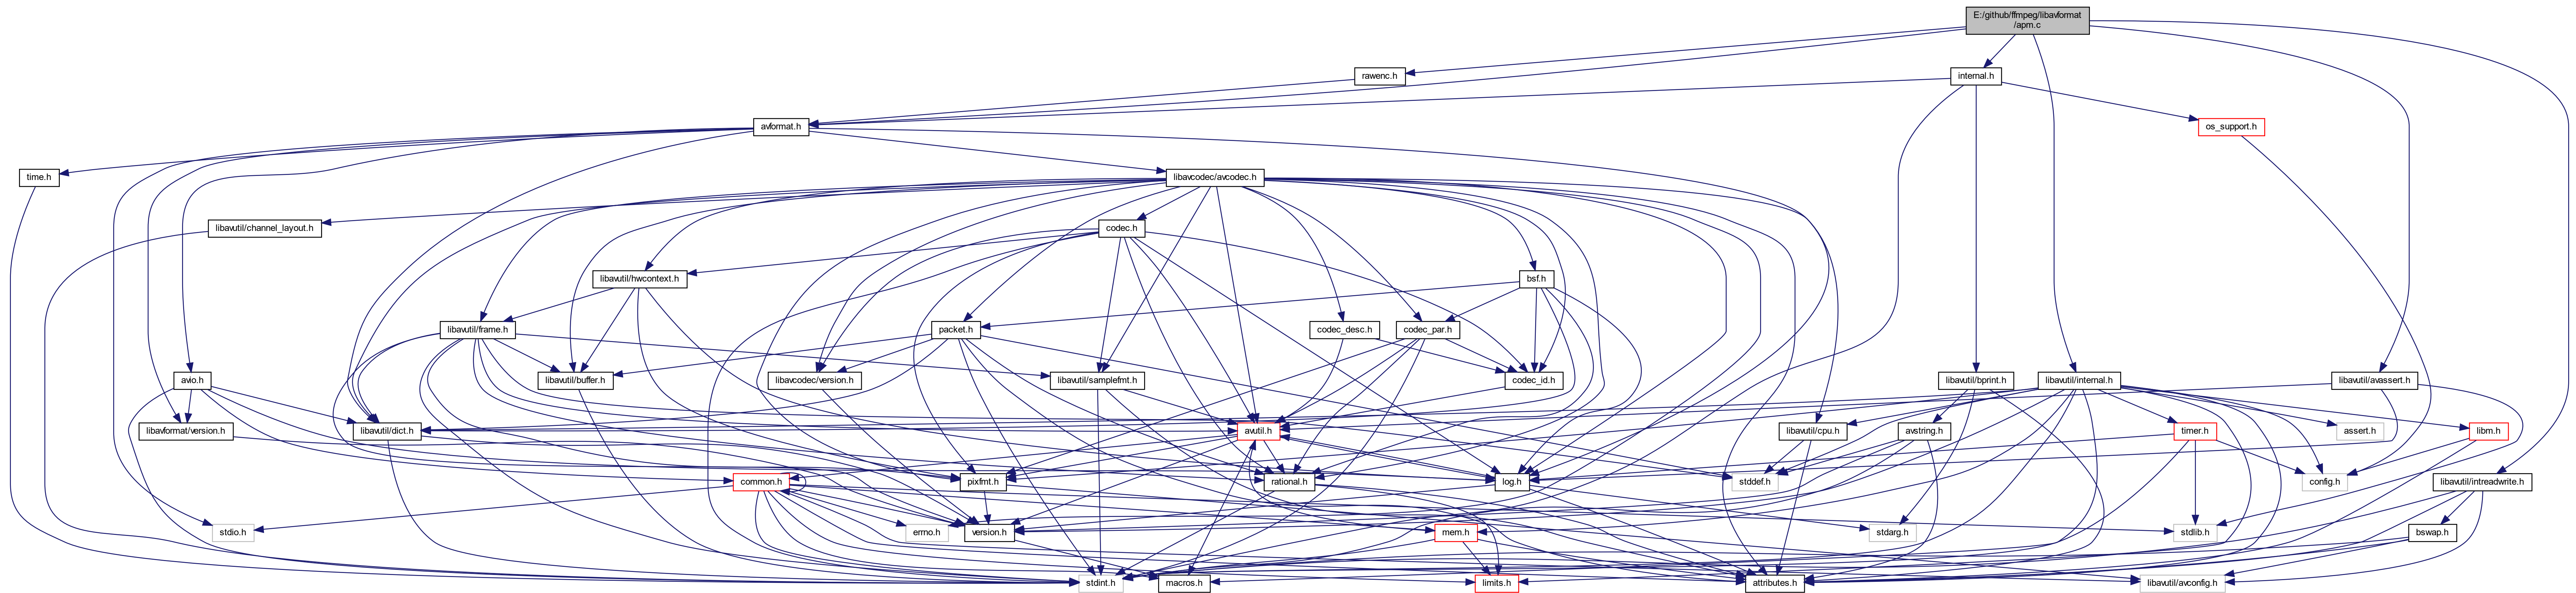 E:/github/ffmpeg/libavformat
/apm.c
rawenc.h
internal.h
avformat.h
os_support.h
time.h
libavcodec/avcodec.h
libavutil/channel_layout.h
codec.h
libavutil/hwcontext.h
bsf.h
libavutil/frame.h
packet.h
codec_desc.h
codec_par.h
avio.h
libavutil/buffer.h
libavcodec/version.h
libavutil/samplefmt.h
codec_id.h
libavutil/bprint.h
libavutil/internal.h
libavutil/avassert.h
libavformat/version.h
libavutil/dict.h
avutil.h
libavutil/cpu.h
avstring.h
timer.h
assert.h
libm.h
common.h
pixfmt.h
rational.h
log.h
stddef.h
config.h
libavutil/intreadwrite.h
stdio.h
errno.h
version.h
mem.h
stdarg.h
stdlib.h
bswap.h
stdint.h
macros.h
limits.h
attributes.h
libavutil/avconfig.h